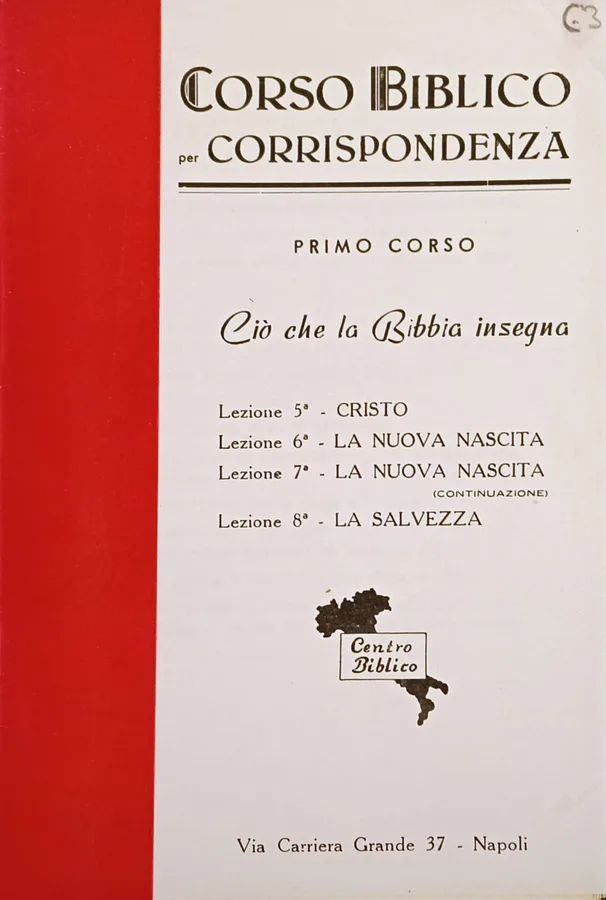 C3
CORSO BIBLICO
per CORRISPONDENZA
PRIMO CORSO
Ciò che la Bibbia insegna
Lezione 5ª - CRISTO
Lezione 6ª - LA NUOVA NASCITA
Lezione 7ª - LA NUOVA NASCITA
(CONTINUAZIONE)
Lezione 8ª - LA SALVEZZA
Centro
Biblico
Via Carriera Grande 37 - Napoli